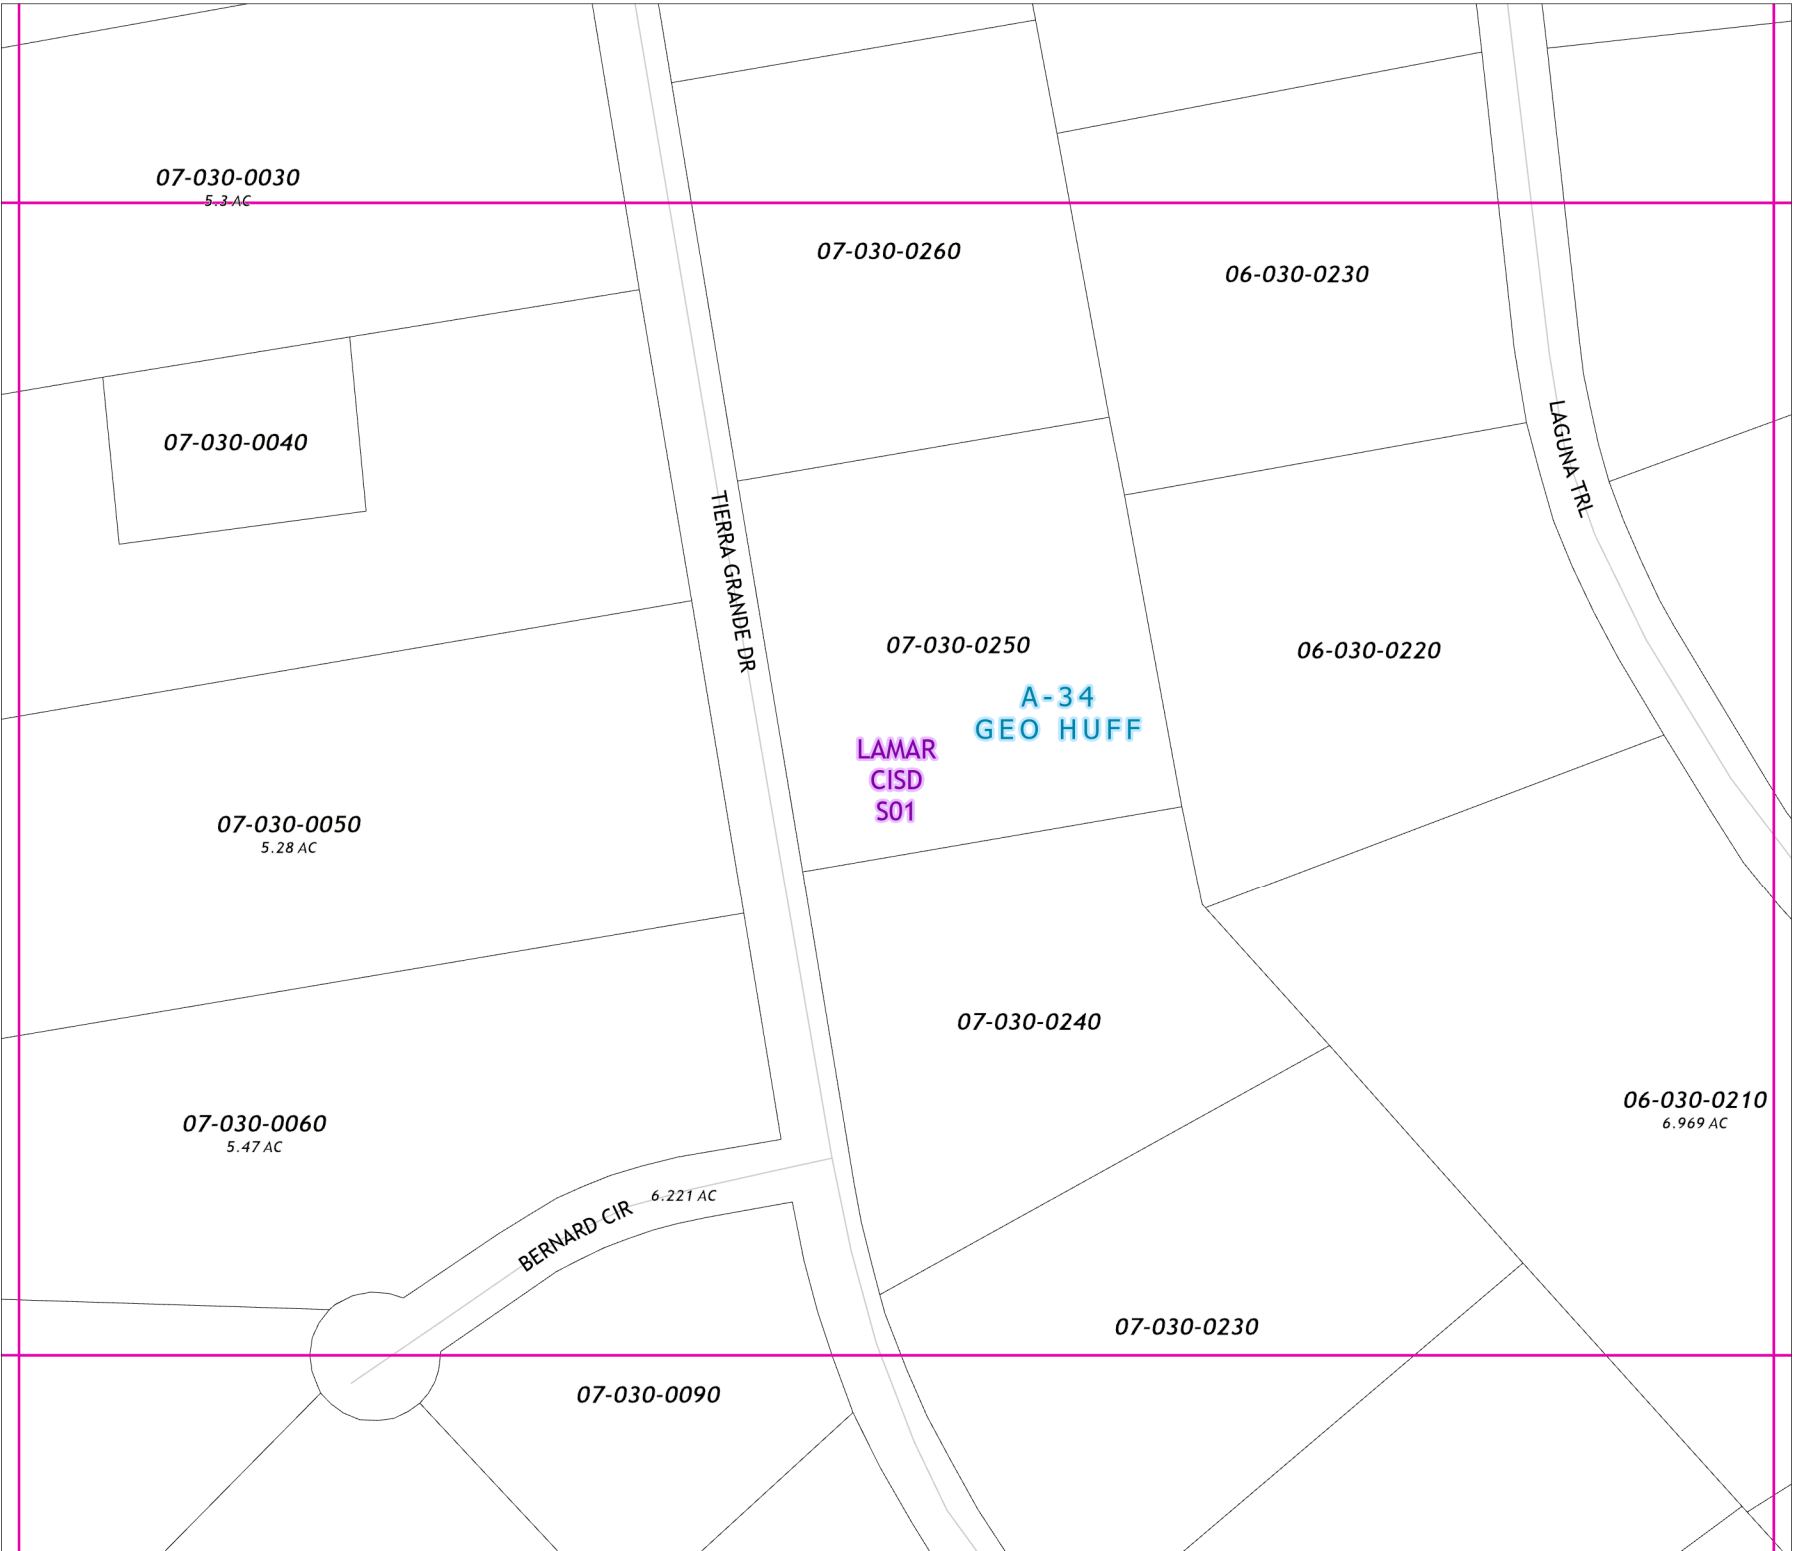 07-030-0030
5.3 AC
07-030-0260
06-030-0230
07-030-0040
LAGUNA TRL
TIERRA GRANDE DR
07-030-0250
06-030-0220
A-34
GEO HUFF
LAMAR
CISD
S01
07-030-0050
5.28 AC
07-030-0240
06-030-0210
6.969 AC
07-030-0060
5.47 AC
6.221 AC
BERNARD CIR
07-030-0230
07-030-0090